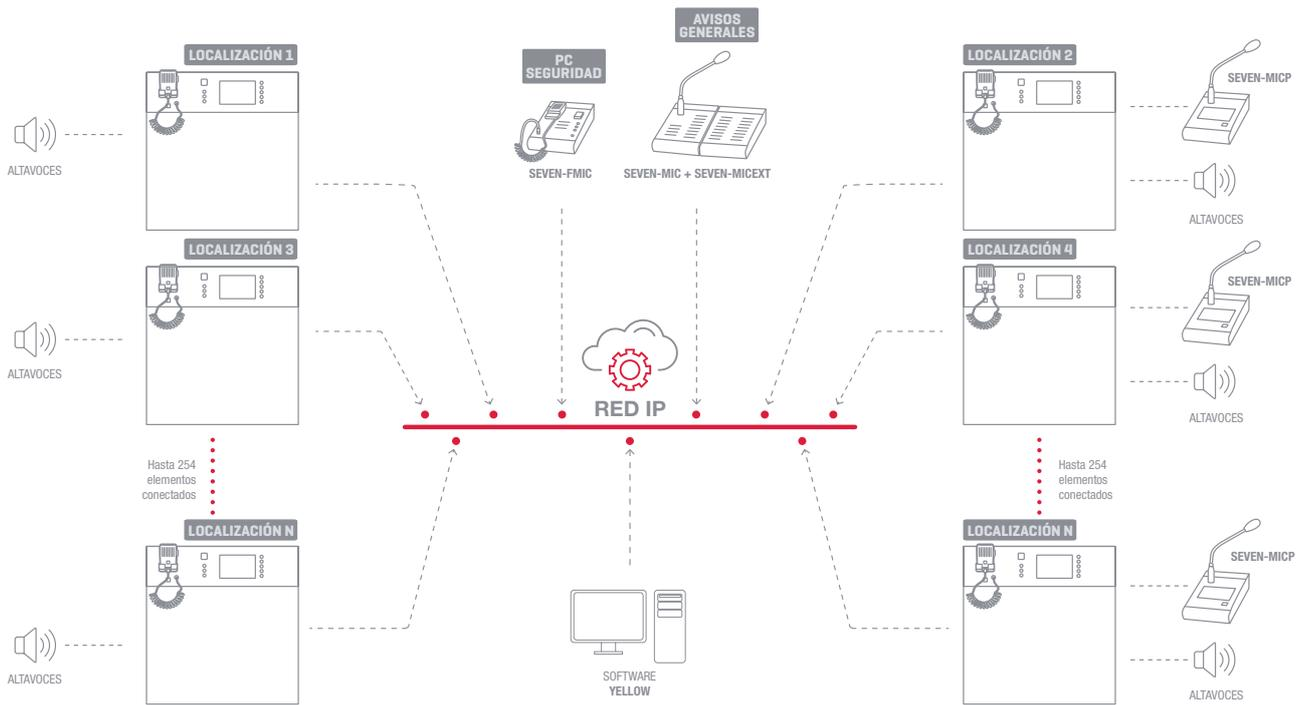 AVISOS
GENERALES
LOCALIZACIÓN 1
PC
SEGURIDAD
LOCALIZACIÓN 2
SEVEN-MICP
ALTAVOCES
SEVEN-FMIC
SEVEN-MIC + SEVEN-MICEXT
ALTAVOCES
LOCALIZACIÓN 3
LOCALIZACIÓN 4
SEVEN-MICP
ALTAVOCES
RED IP
ALTAVOCES
Hasta 254
elementos
conectados
Hasta 254
elementos
conectados
LOCALIZACIÓN N
LOCALIZACIÓN N
SEVEN-MICP
ALTAVOCES
SOFTWARE
YELLOW
ALTAVOCES